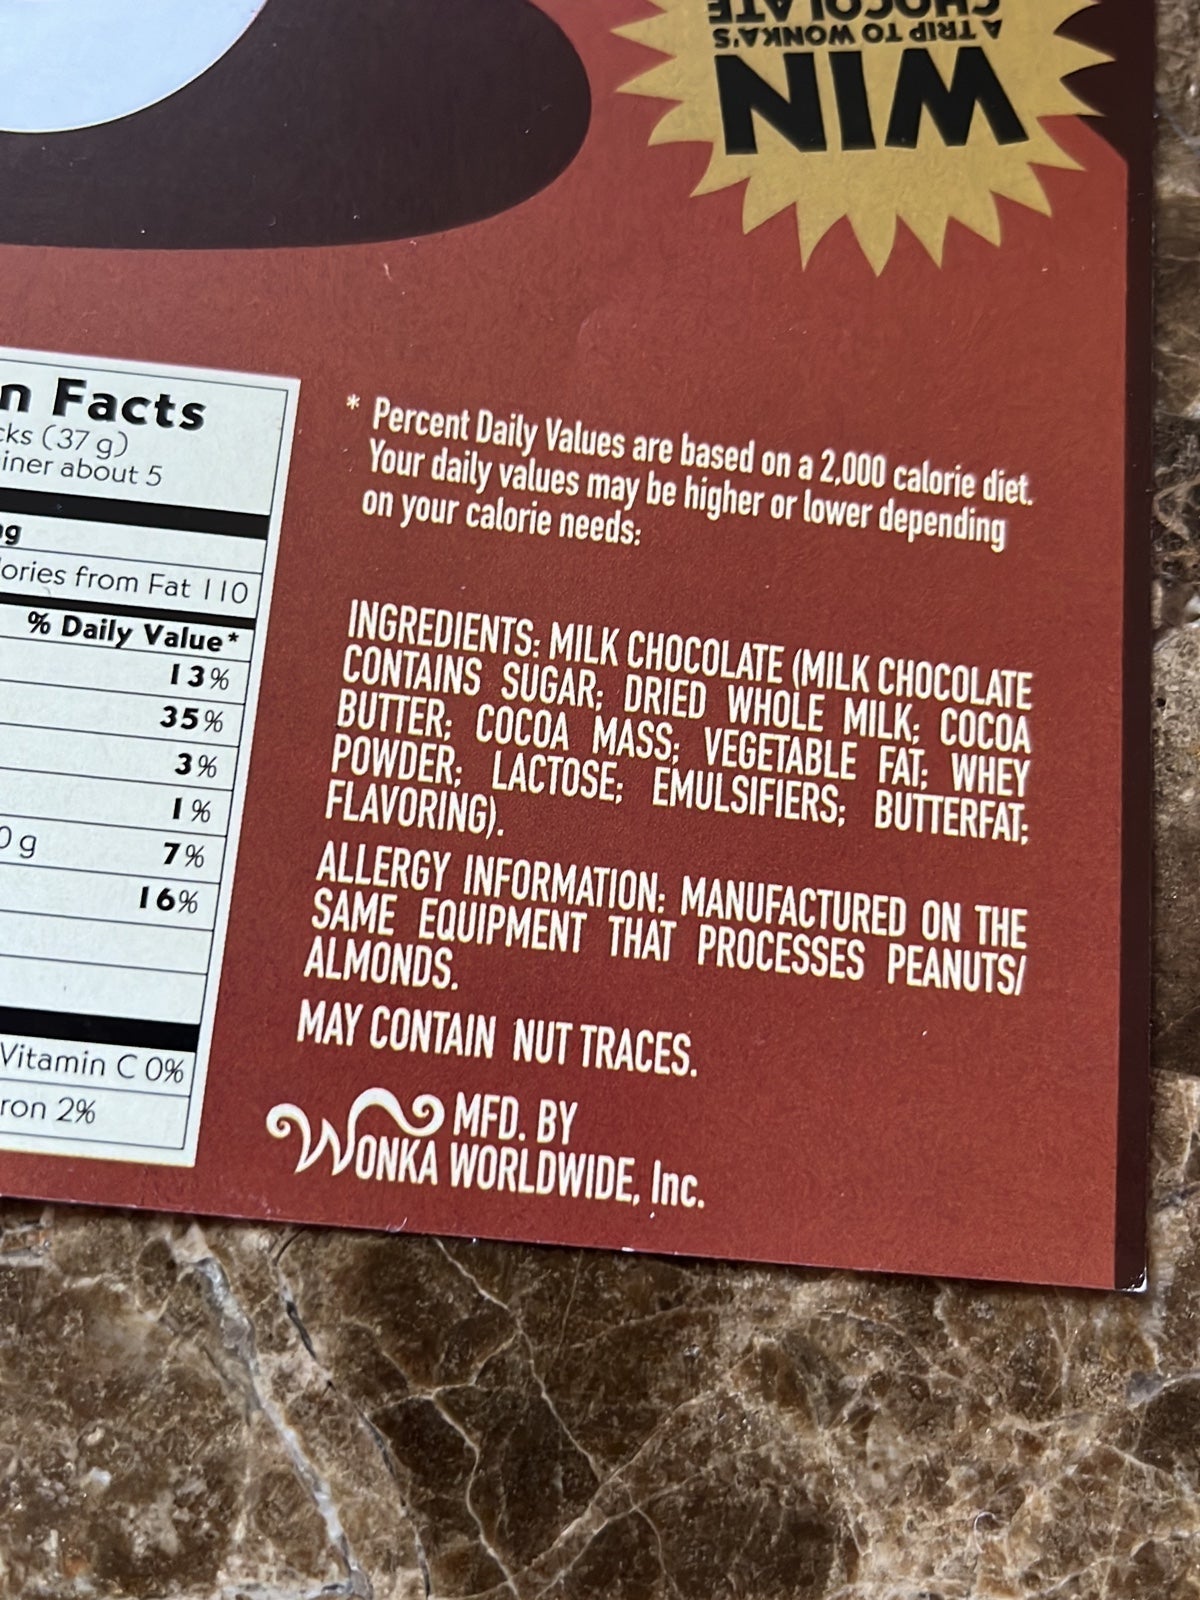 WIN
A TRIP TO WONKA'S
CHOCOLATE
n Facts
cks (37 g)
iner about 5
ng
ories from Fat 110
% Daily Value*
13%
35%
3%
1%
0 g 7%
16%
Vitamin C 0%
ron 2%
* Percent Daily Values are based on a 2,000 calorie diet.
Your daily values may be higher or lower depending
on your calorie needs:
INGREDIENTS: MILK CHOCOLATE (MILK CHOCOLATE
CONTAINS SUGAR; DRIED WHOLE MILK; COCOA
BUTTER; COCOA MASS; VEGETABLE FAT; WHEY
POWDER; LACTOSE; EMULSIFIERS; BUTTERFAT;
FLAVORING).
ALLERGY INFORMATION: MANUFACTURED ON THE
SAME EQUIPMENT THAT PROCESSES PEANUTS/
ALMONDS.
MAY CONTAIN NUT TRACES.
MFD. BY
WONKA WORLDWIDE, Inc.